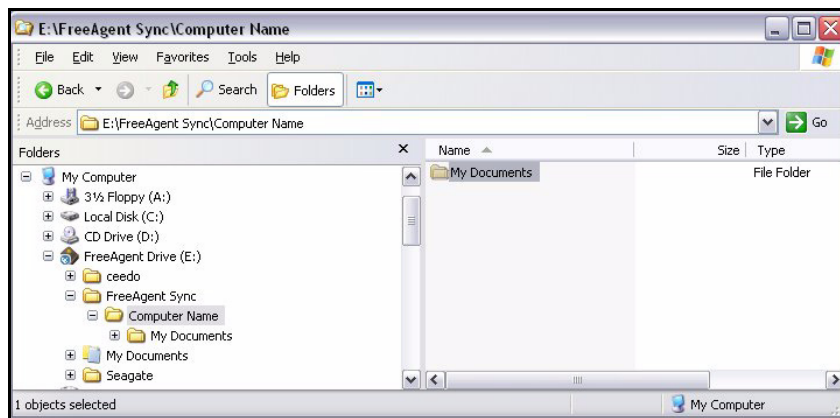 E:\FreeAgent Sync\Computer Name
File Edit View Favorites Tools Help
Back Search Folders
Address E:\FreeAgent Sync\Computer Name Go
Folders Name Size Type
My Computer My Documents File Folder
3½ Floppy (A:)
Local Disk (C:)
CD Drive (D:)
FreeAgent Drive (E:)
ceedo
FreeAgent Sync
Computer Name
My Documents
My Documents
Seagate
1 objects selected My Computer